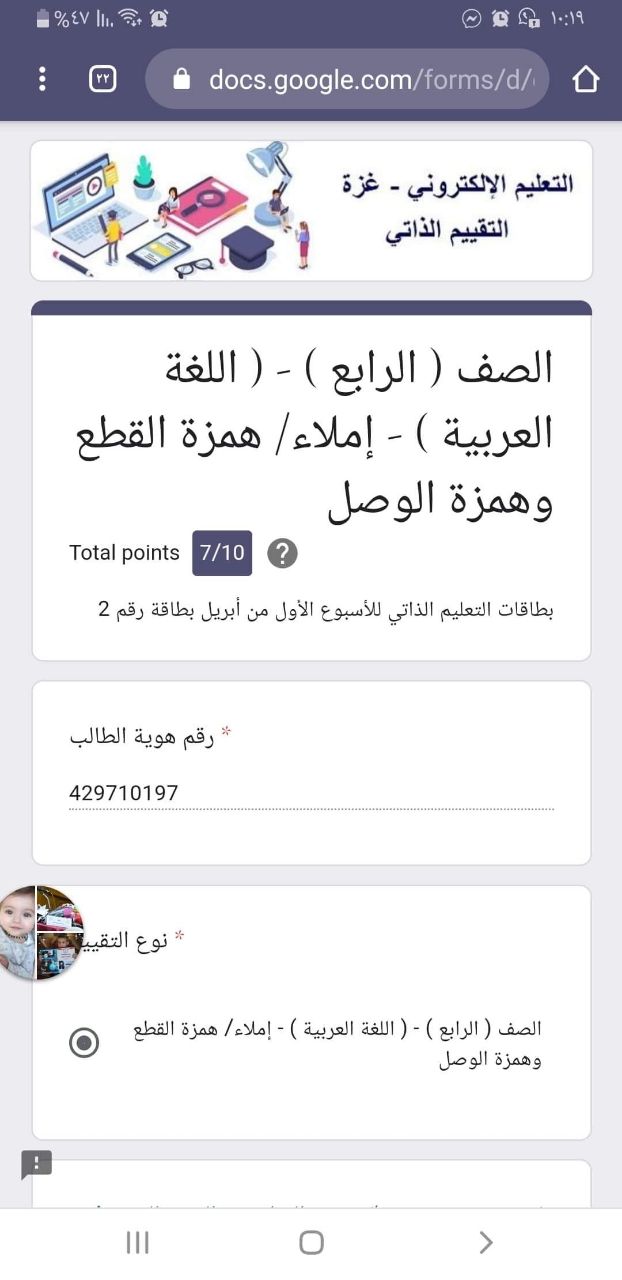 %٤٧ ١٠:١٩
٢٢ docs.google.com/forms/d/
التعليم الإلكتروني - غزة
التقييم الذاتي
الصف ( الرابع ) - ( اللغة
العربية ) - إملاء/ همزة القطع
وهمزة الوصل
Total points 7/10 ?
بطاقات التعليم الذاتي للأسبوع الأول من أبريل بطاقة رقم 2
رقم هوية الطالب *
429710197
نوع التقيي *
الصف ( الرابع ) - ( اللغة العربية ) - إملاء/ همزة القطع
وهمزة الوصل